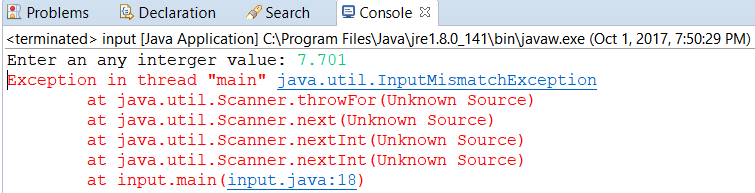 Problems Declaration Search Console
<terminated> input [Java Application] C:\Program Files\Java\jre1.8.0_141\bin\javaw.exe (Oct 1, 2017, 7:50:29 PM)
Enter an any interger value: 7.701
Exception in thread "main" java.util.InputMismatchException
at java.util.Scanner.throwFor(Unknown Source)
at java.util.Scanner.next(Unknown Source)
at java.util.Scanner.nextInt(Unknown Source)
at java.util.Scanner.nextInt(Unknown Source)
at input.main(input.java:18)